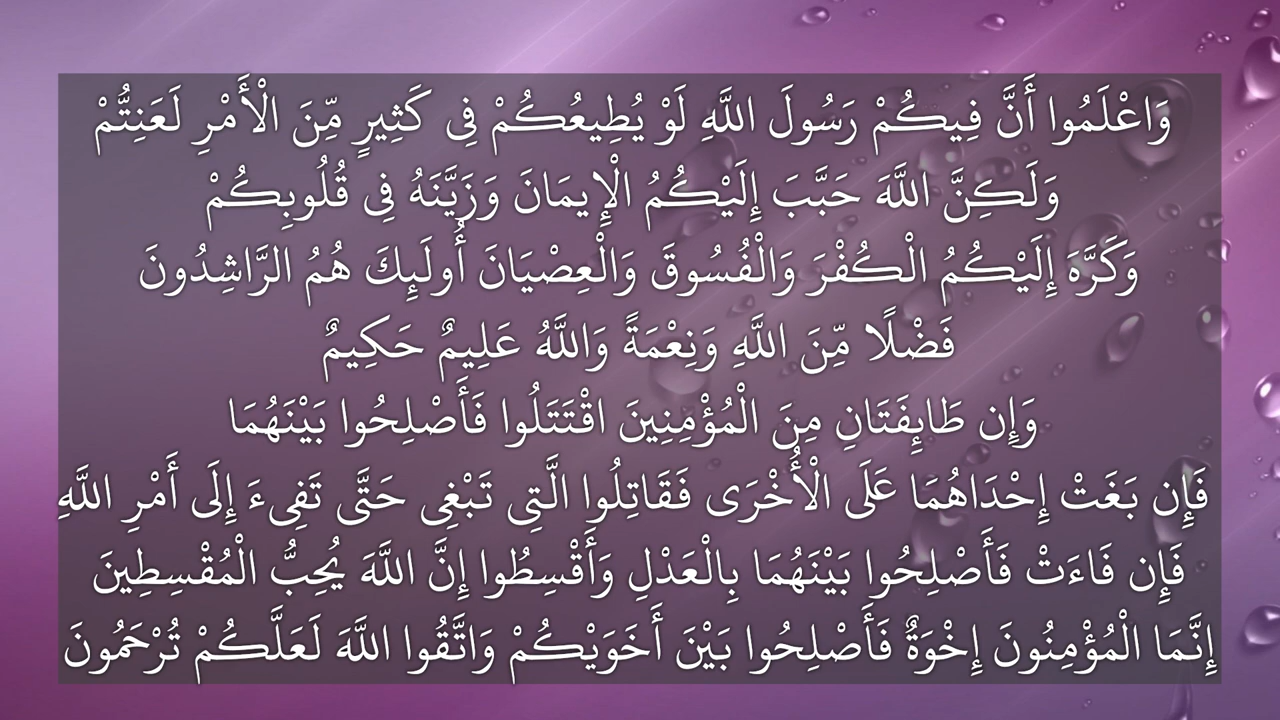 وَاعْلَمُوا أَنَّ فِيكُمْ رَسُولَ اللَّهِ لَوْ يُطِيعُكُمْ فِى كَثِيرٍ مِّنَ الْأَمْرِ لَعَنِتُّمْ
وَلَكِنَّ اللَّهَ حَبَّبَ إِلَيْكُمُ الْإِيمَانَ وَزَيَّنَهُ فِى قُلُوبِكُمْ
وَكَرَّهَ إِلَيْكُمُ الْكُفْرَ وَالْفُسُوقَ وَالْعِصْيَانَ أُولَئِكَ هُمُ الرَّاشِدُونَ
فَضْلًا مِّنَ اللَّهِ وَنِعْمَةً وَاللَّهُ عَلِيمٌ حَكِيمٌ
وَإِن طَائِفَتَانِ مِنَ الْمُؤْمِنِينَ اقْتَتَلُوا فَأَصْلِحُوا بَيْنَهُمَا
فَإِن بَغَتْ إِحْدَاهُمَا عَلَى الْأُخْرَى فَقَاتِلُوا الَّتِى تَبْغِى حَتَّى تَفِىءَ إِلَى أَمْرِ اللَّهِ
فَإِن فَاءَتْ فَأَصْلِحُوا بَيْنَهُمَا بِالْعَدْلِ وَأَقْسِطُوا إِنَّ اللَّهَ يُحِبُّ الْمُقْسِطِينَ
إِنَّمَا الْمُؤْمِنُونَ إِخْوَةٌ فَأَصْلِحُوا بَيْنَ أَخَوَيْكُمْ وَاتَّقُوا اللَّهَ لَعَلَّكُمْ تُرْحَمُونَ